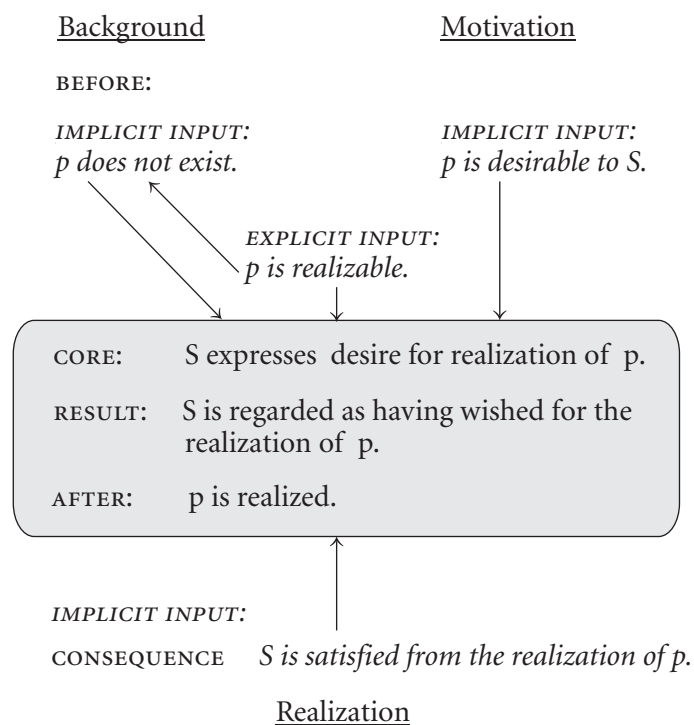 Background Motivation
BEFORE:
IMPLICIT INPUT: IMPLICIT INPUT:
p does not exist. p is desirable to S.
EXPLICIT INPUT:
p is realizable.
CORE: S expresses desire for realization of p.
RESULT: S is regarded as having wished for the
realization of p.
AFTER: p is realized.
IMPLICIT INPUT:
CONSEQUENCE S is satisfied from the realization of p.
Realization